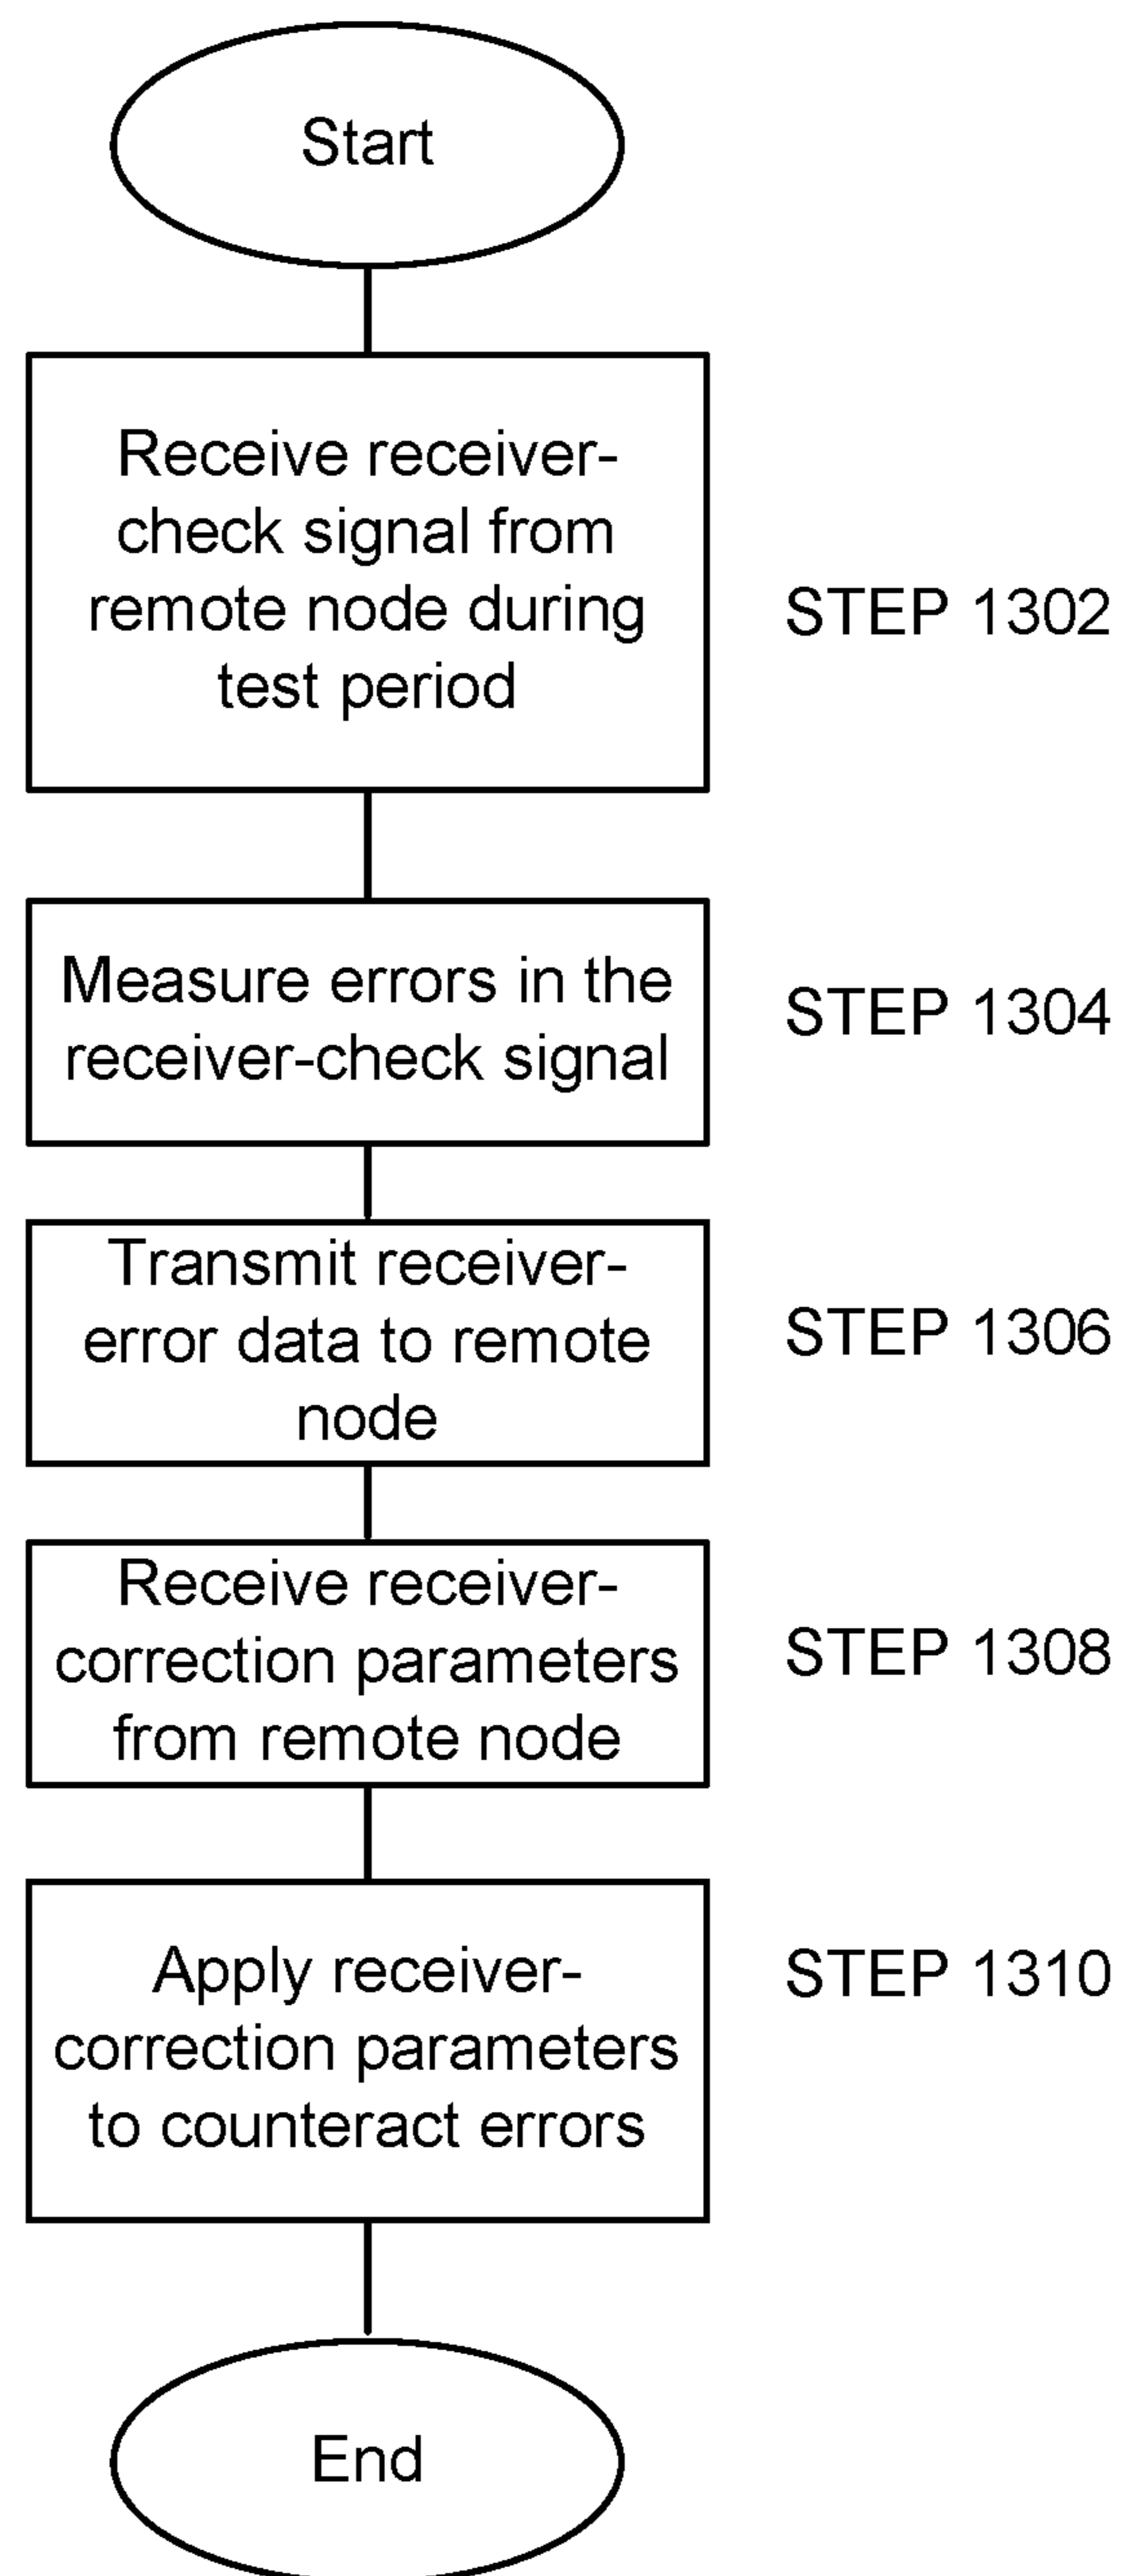 Start
Receive receiver-
check signal from
remote node during
test period
STEP 1302
Measure errors in the
receiver-check signal
STEP 1304
Transmit receiver-
error data to remote
node
STEP 1306
Receive receiver-
correction parameters
from remote node
STEP 1308
Apply receiver-
correction parameters
to counteract errors
STEP 1310
End